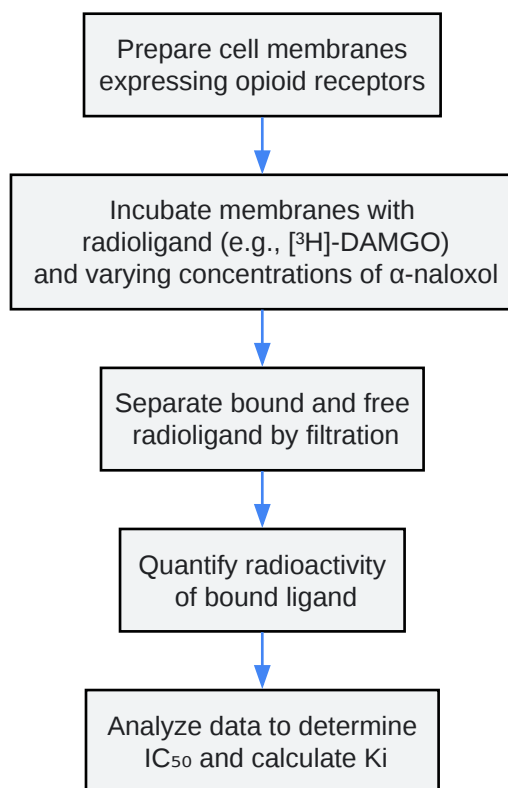 Prepare cell membranes
expressing opioid receptors
Incubate membranes with
radioligand (e.g., [³H]-DAMGO)
and varying concentrations of α-naloxol
Separate bound and free
radioligand by filtration
Quantify radioactivity
of bound ligand
Analyze data to determine
IC₅₀ and calculate Ki